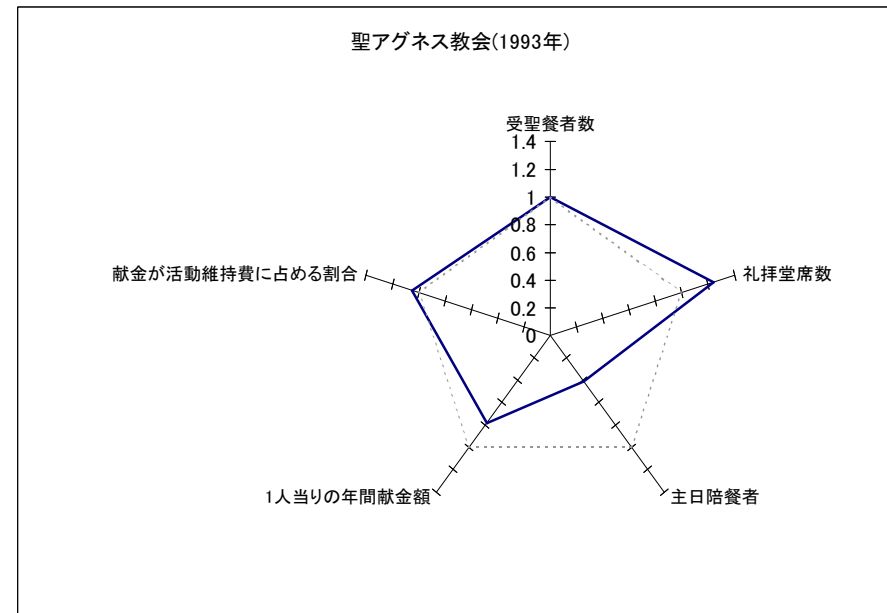 聖アグネス教会(1993年)
受聖餐者数
1.4
1.2
1
0.8
0.6
0.4
0.2
0
献金が活動維持費に占める割合
礼拝堂席数
1人当りの年間献金額
主日陪餐者